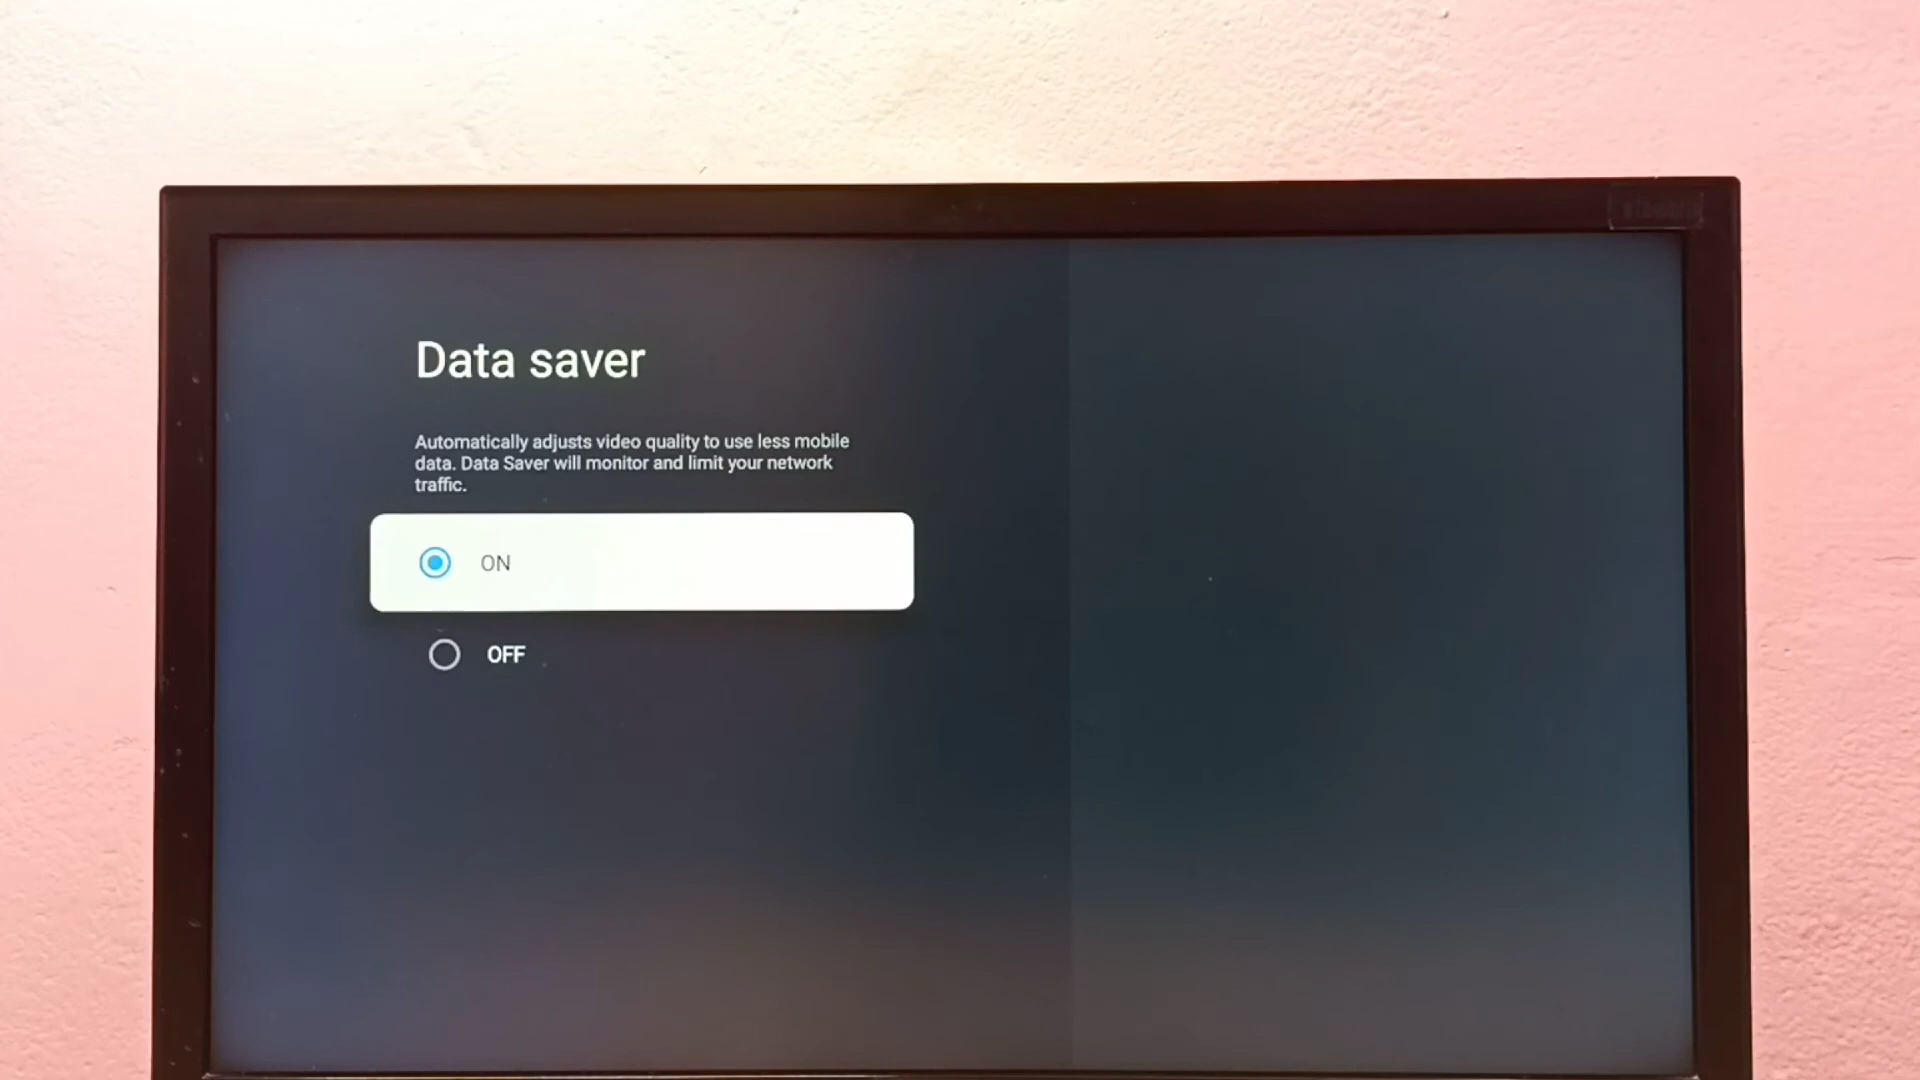 Data saver
Automatically adjusts video quality to use less mobile
data. Data Saver will monitor and limit your network
traffic.
ON
OFF